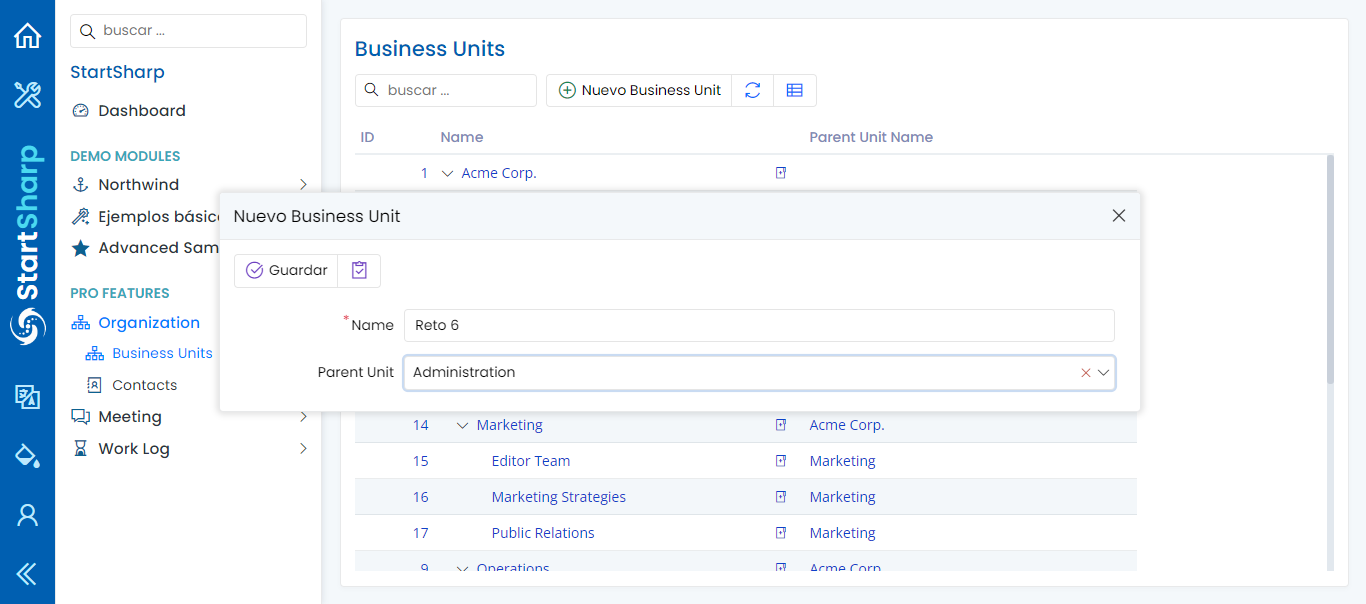 StartSharp
buscar ...
StartSharp
Dashboard
DEMO MODULES
Northwind
Ejemplos básic
Advanced Sam
PRO FEATURES
Organization
Business Units
Contacts
Meeting
Work Log
Business Units
buscar ...
Nuevo Business Unit
ID Name Parent Unit Name
1 Acme Corp.
Nuevo Business Unit
Guardar
*Name Reto 6
Parent Unit Administration
14 Marketing Acme Corp.
15 Editor Team Marketing
16 Marketing Strategies Marketing
17 Public Relations Marketing
9 Operations Acme Corp.